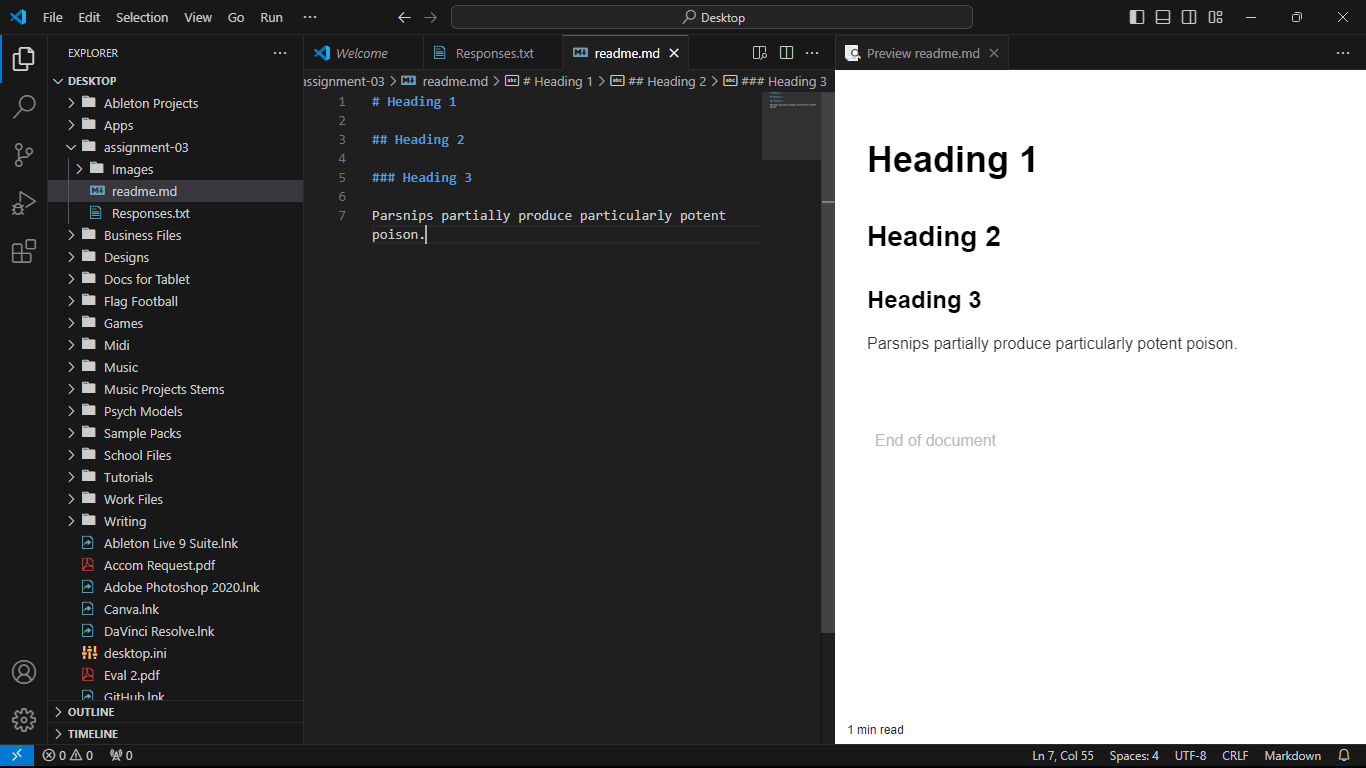 File Edit Selection View Go Run ···
Desktop
EXPLORER ···
DESKTOP
Ableton Projects
Apps
assignment-03
Images
readme.md
Responses.txt
Business Files
Designs
Docs for Tablet
Flag Football
Games
Midi
Music
Music Projects Stems
Psych Models
Sample Packs
School Files
Tutorials
Work Files
Writing
Ableton Live 9 Suite.lnk
Accom Request.pdf
Adobe Photoshop 2020.lnk
Canva.lnk
DaVinci Resolve.lnk
desktop.ini
Eval 2.pdf
GitHub.lnk
OUTLINE
TIMELINE
Welcome Responses.txt readme.md
ssignment-03 > readme.md > # Heading 1 > ## Heading 2 > ### Heading 3
1 # Heading 1
2
3 ## Heading 2
4
5 ### Heading 3
6
7 Parsnips partially produce particularly potent
poison.
Preview readme.md
Heading 1
Heading 2
Heading 3
Parsnips partially produce particularly potent poison.
End of document
1 min read
0 0 0 Ln 7, Col 55 Spaces: 4 UTF-8 CRLF Markdown